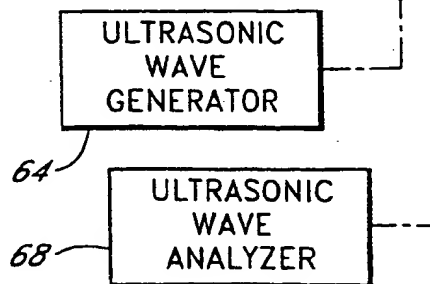 ULTRASONIC
WAVE
GENERATOR
64
ULTRASONIC
WAVE
ANALYZER
68